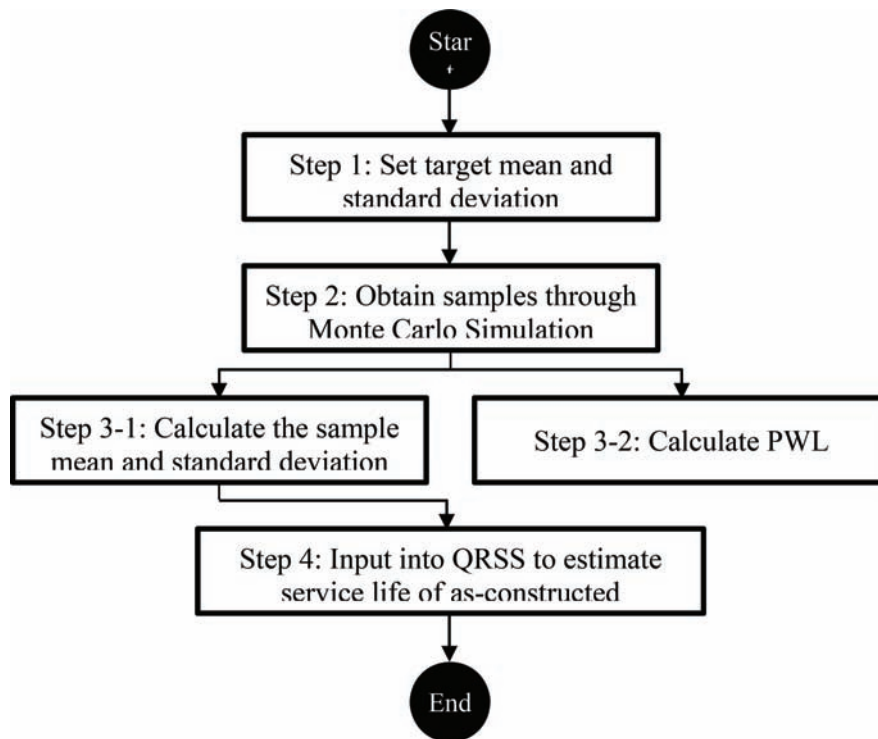 Star
t
Step 1: Set target mean and
standard deviation
Step 2: Obtain samples through
Monte Carlo Simulation
Step 3-1: Calculate the sample
mean and standard deviation
Step 3-2: Calculate PWL
Step 4: Input into QRSS to estimate
service life of as-constructed
End